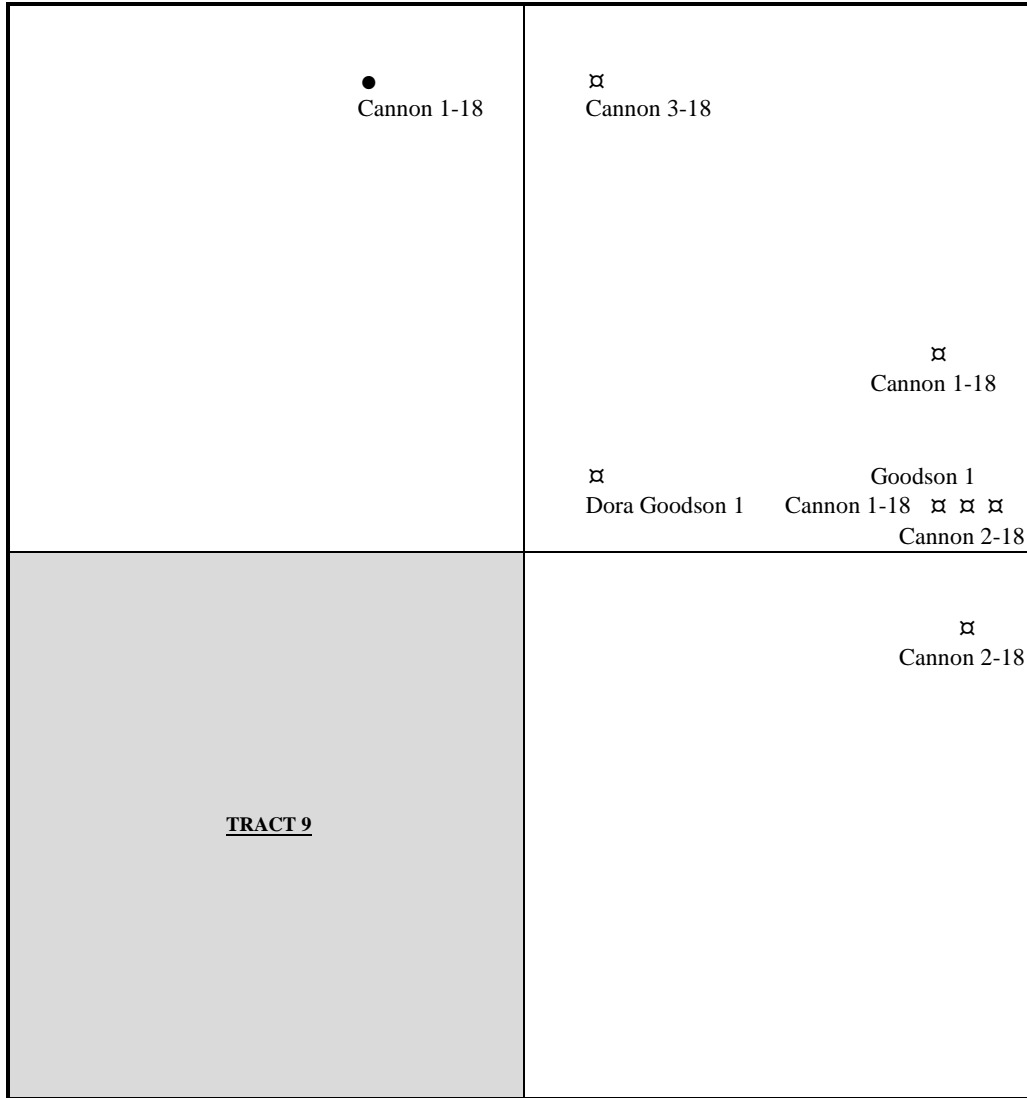 ● ¤
Cannon 1-18 Cannon 3-18
¤
Cannon 1-18
¤ Goodson 1
Dora Goodson 1 Cannon 1-18 ¤ ¤ ¤
Cannon 2-18
¤
Cannon 2-18
TRACT 9